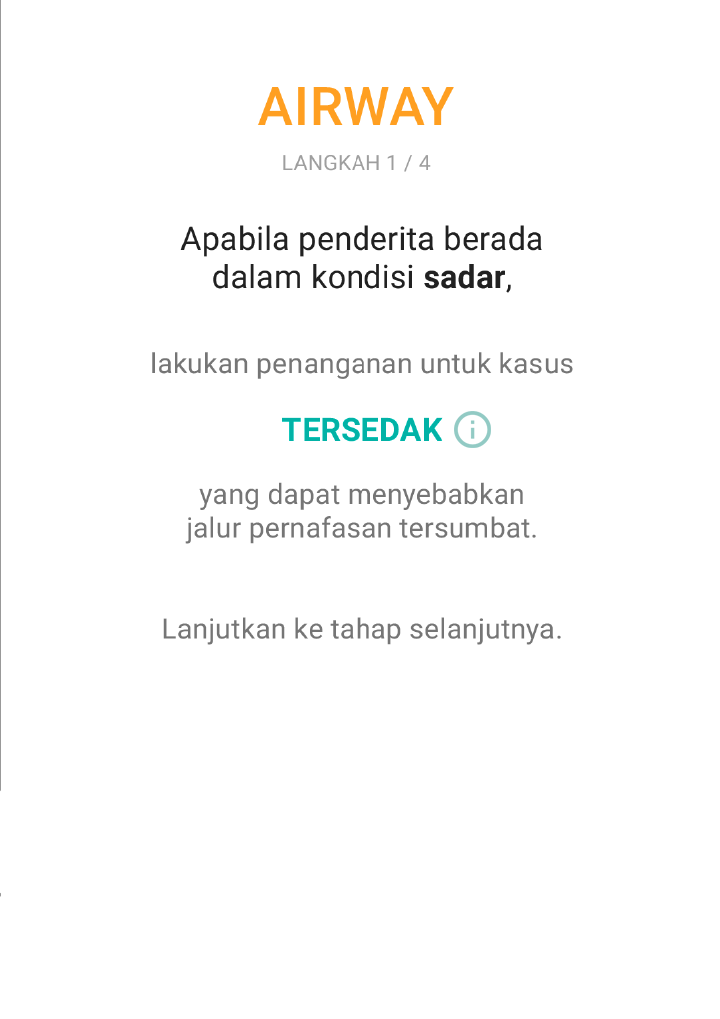 AIRWAY
LANGKAH 1 / 4
Apabila penderita berada
dalam kondisi sadar,
lakukan penanganan untuk kasus
TERSEDAK
yang dapat menyebabkan
jalur pernafasan tersumbat.
Lanjutkan ke tahap selanjutnya.